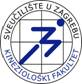 SVEUČILIŠTE U ZAGREBU
KINEZIOLOŠKI FAKULTET